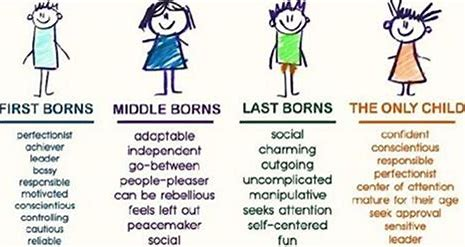 FIRST BORNS
perfectionist
achiever
leader
bossy
responsible
motivated
conscientious
controlling
cautious
reliable
MIDDLE BORNS
adaptable
independent
go-between
people-pleaser
can be rebellious
feels left out
peacemaker
social
LAST BORNS
social
charming
outgoing
uncomplicated
manipulative
seeks attention
self-centered
fun
THE ONLY CHILD
confident
conscientious
responsible
perfectionist
center of attention
mature for their age
seek approval
sensitive
leader